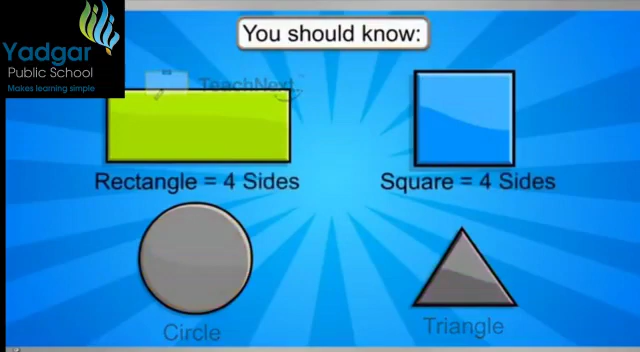 You should know:
Yadgar
Public School
Makes learning simple
TeachNext
Rectangle = 4 Sides
Square = 4 Sides
Circle
Triangle